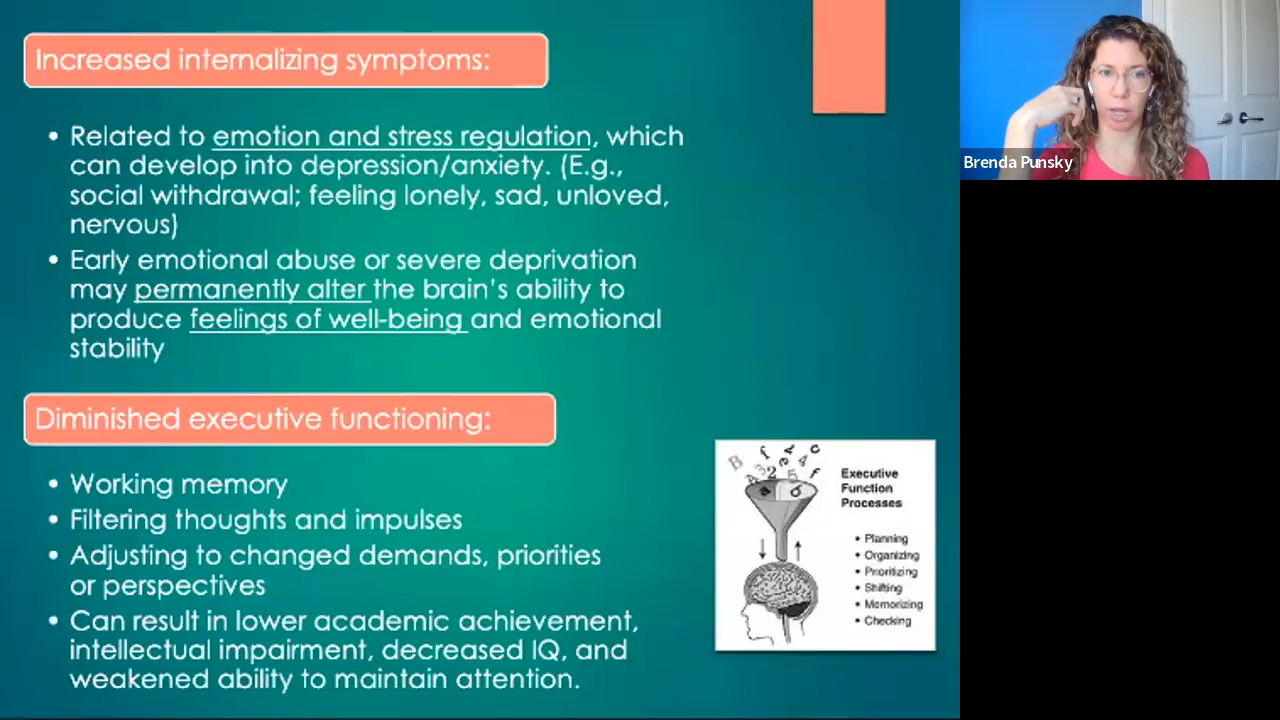 Increased internalizing symptoms:
• Related to emotion and stress regulation, which
can develop into depression/anxiety. (E.g.,
social withdrawal; feeling lonely, sad, unloved,
nervous)
• Early emotional abuse or severe deprivation
may permanently alter the brain's ability to
produce feelings of well-being and emotional
stability
Diminished executive functioning:
• Working memory
• Filtering thoughts and impulses
• Adjusting to changed demands, priorities
or perspectives
• Can result in lower academic achievement,
intellectual impairment, decreased IQ, and
weakened ability to maintain attention.
Executive
Function
Processes
• Planning
• Organizing
• Prioritizing
• Shifting
• Memorizing
• Checking
Brenda Punsky